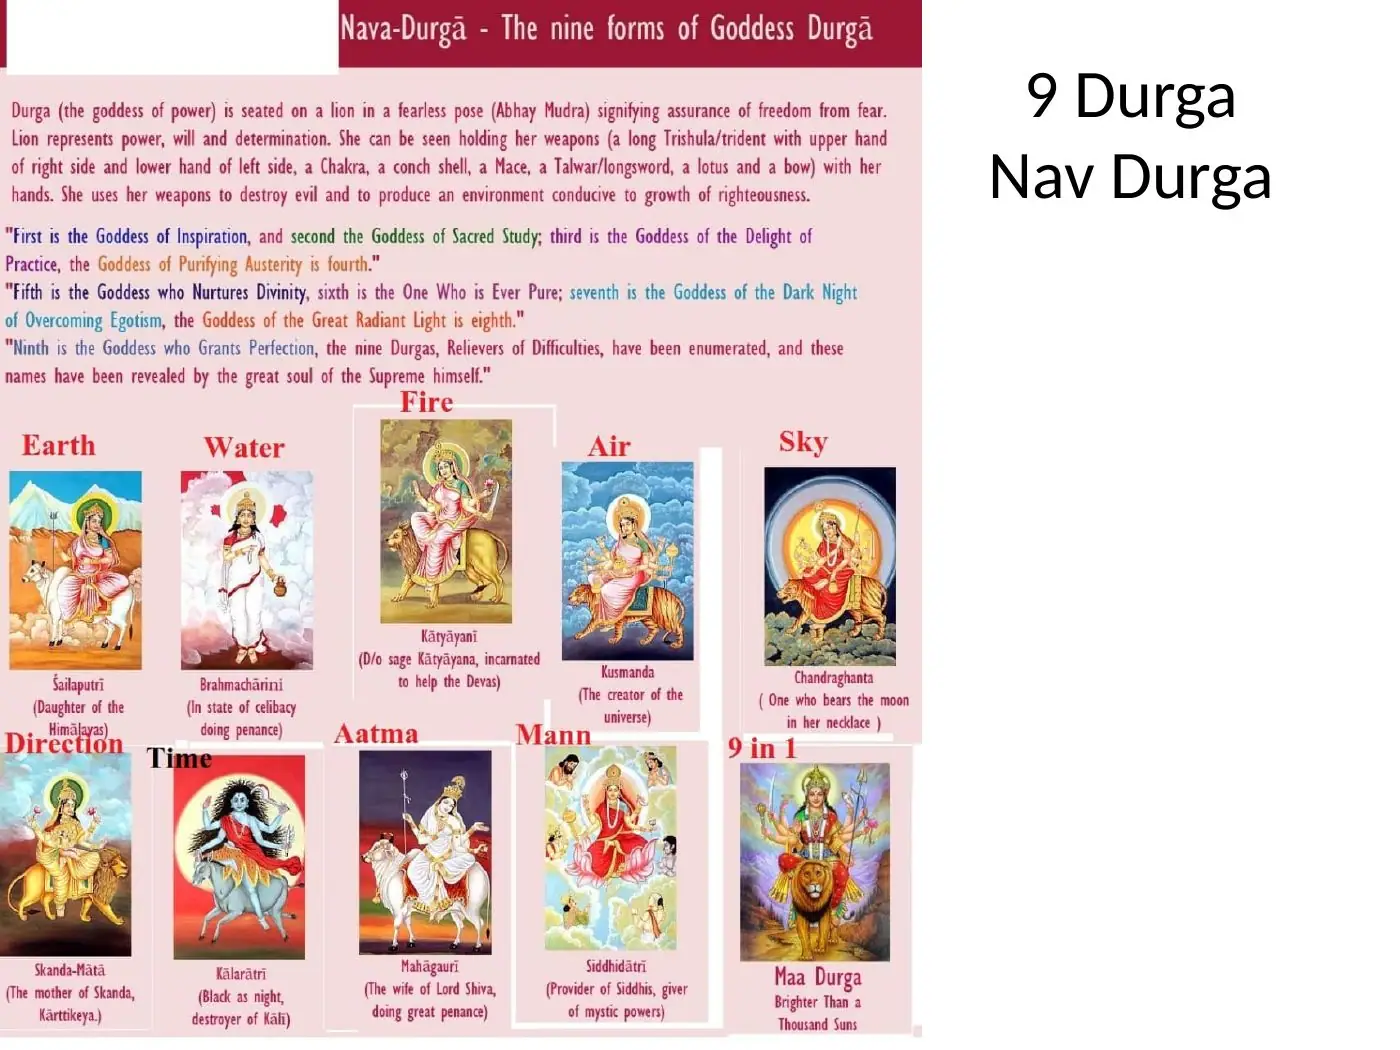 Nava-Durgā - The nine forms of Goddess Durgā
9 Durga
Nav Durga
Durga (the goddess of power) is seated on a lion in a fearless pose (Abhay Mudra) signifying assurance of freedom from fear.
Lion represents power, will and determination. She can be seen holding her weapons (a long Trishula/trident with upper hand
of right side and lower hand of left side, a Chakra, a conch shell, a Mace, a Talwar/longsword, a lotus and a bow) with her
hands. She uses her weapons to destroy evil and to produce an environment conducive to growth of righteousness.
"First is the Goddess of Inspiration, and second the Goddess of Sacred Study; third is the Goddess of the Delight of
Practice, the Goddess of Purifying Austerity is fourth."
"Fifth is the Goddess who Nurtures Divinity, sixth is the One Who is Ever Pure; seventh is the Goddess of the Dark Night
of Overcoming Egotism, the Goddess of the Great Radiant Light is eighth."
"Ninth is the Goddess who Grants Perfection, the nine Durgas, Relievers of Difficulties, have been enumerated, and these
names have been revealed by the great soul of the Supreme himself."
Earth
Śailaputrī
(Daughter of the
Himālayas)
Water
Brahmachārini
(In state of celibacy
doing penance)
Fire
Kātyāyanī
(D/o sage Kātyāyana, incarnated
to help the Devas)
Air
Kusmanda
(The creator of the
universe)
Sky
Chandraghanta
( One who bears the moon
in her necklace )
Direction
Skanda-Mātā
(The mother of Skanda,
Kārttikeya.)
Time
Kālarātrī
(Black as night,
destroyer of Kāli)
Aatma
Mahāgaurī
(The wife of Lord Shiva,
doing great penance)
Mann
Siddhidātrī
(Provider of Siddhis, giver
of mystic powers)
9 in 1
Maa Durga
Brighter Than a
Thousand Suns